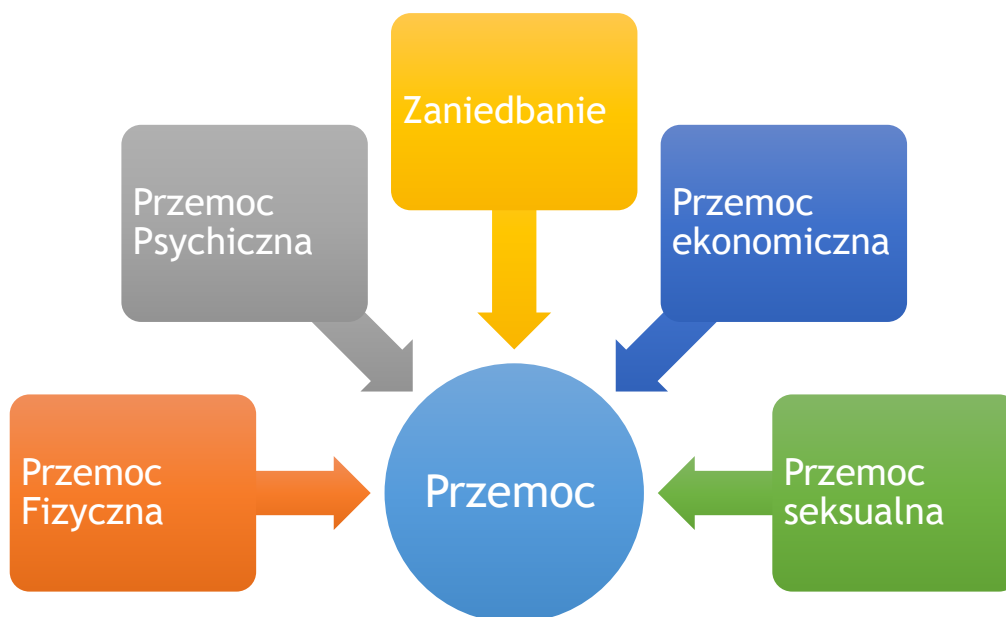 Zaniedbanie
Przemoc
Psychiczna
Przemoc
ekonomiczna
Przemoc
Fizyczna
Przemoc
Przemoc
seksualna